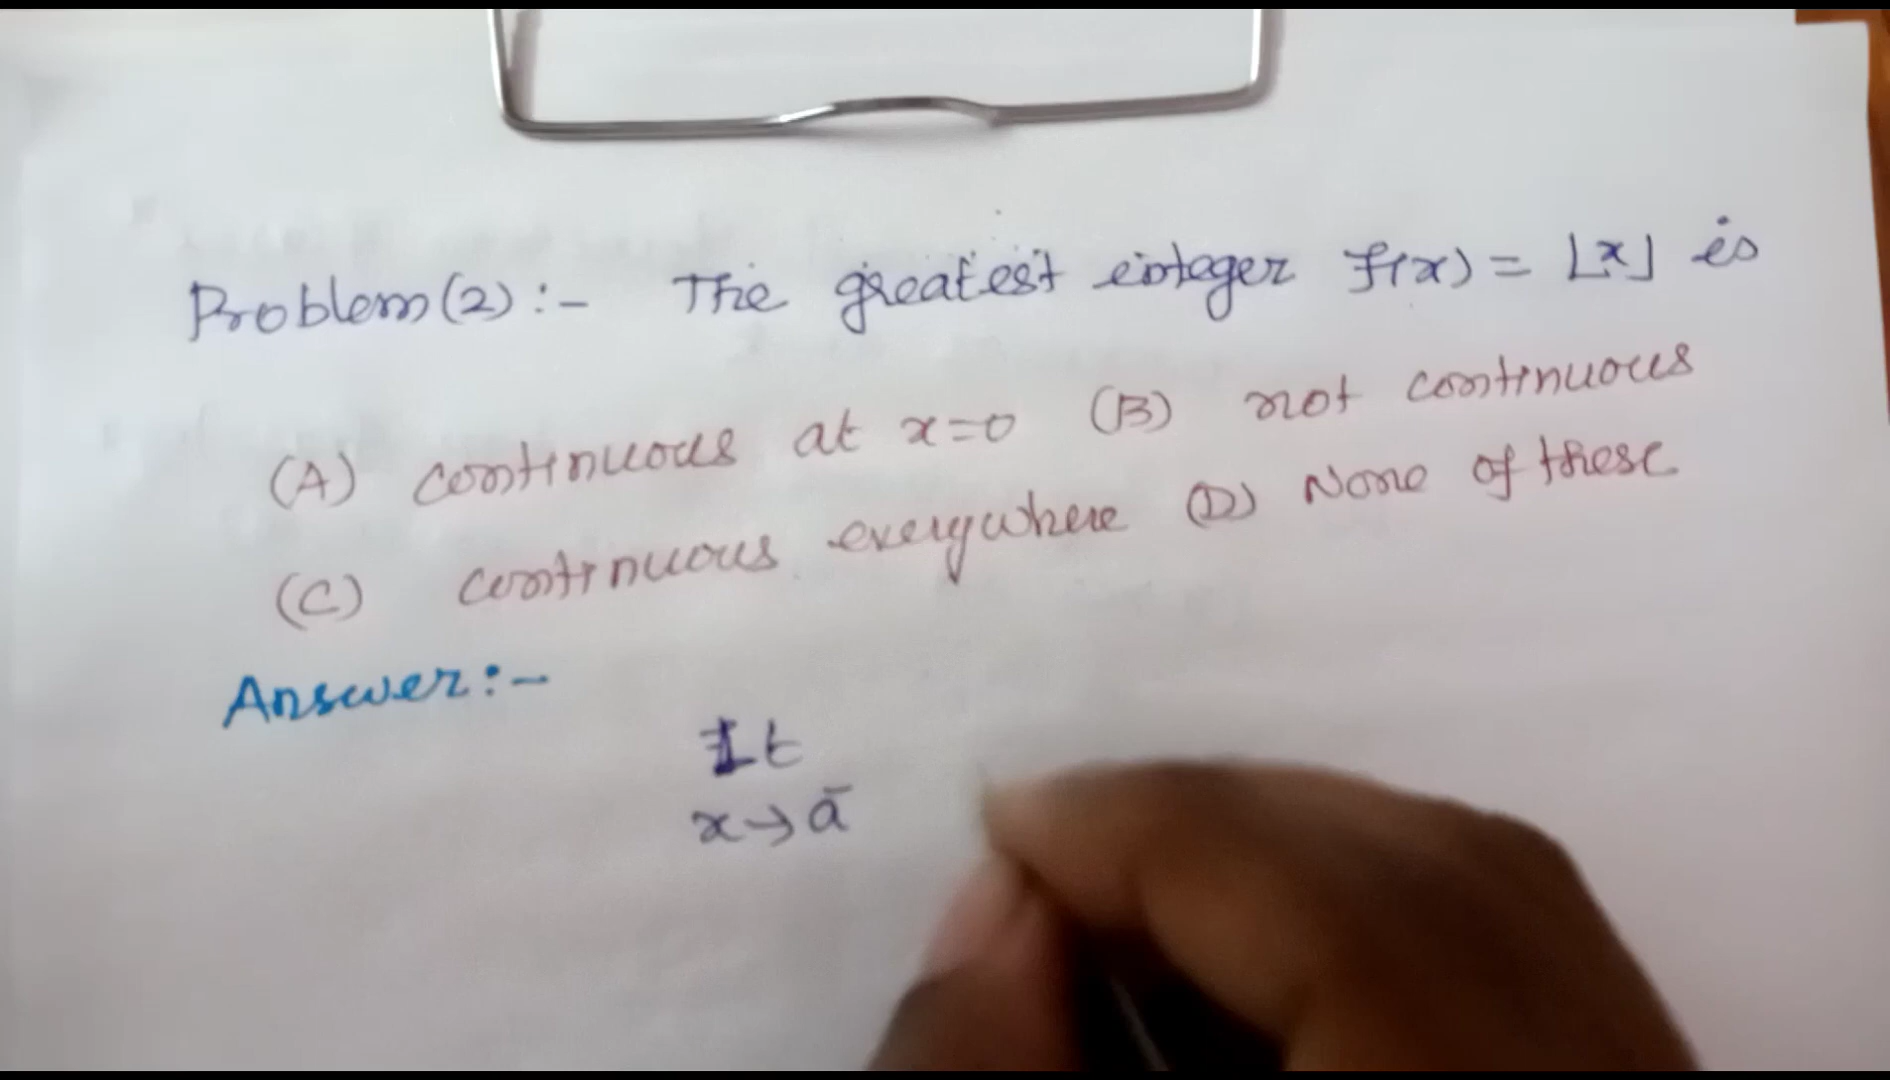 Problem(2):- The greatest integer f(x) = ⌊x⌋ is
(A) continuous at x=0 (B) not continuous
(C) continuous everywhere (D) None of these
Answer:-
Lt
x→a⁻